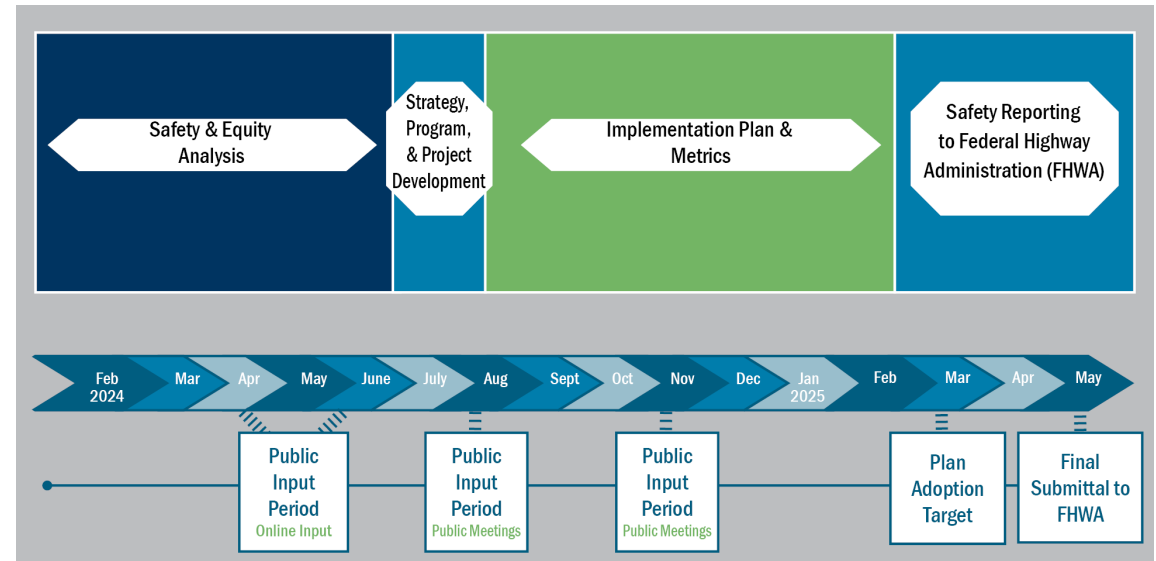 Safety & Equity
Analysis
Strategy,
Program,
& Project
Development
Implementation Plan &
Metrics
Safety Reporting
to Federal Highway
Administration (FHWA)
Feb
2024
Mar
Apr
May
June
July
Aug
Sept
Oct
Nov
Dec
Jan
2025
Feb
Mar
Apr
May
Public
Input
Period
Online Input
Public
Input
Period
Public Meetings
Public
Input
Period
Public Meetings
Plan
Adoption
Target
Final
Submittal to
FHWA